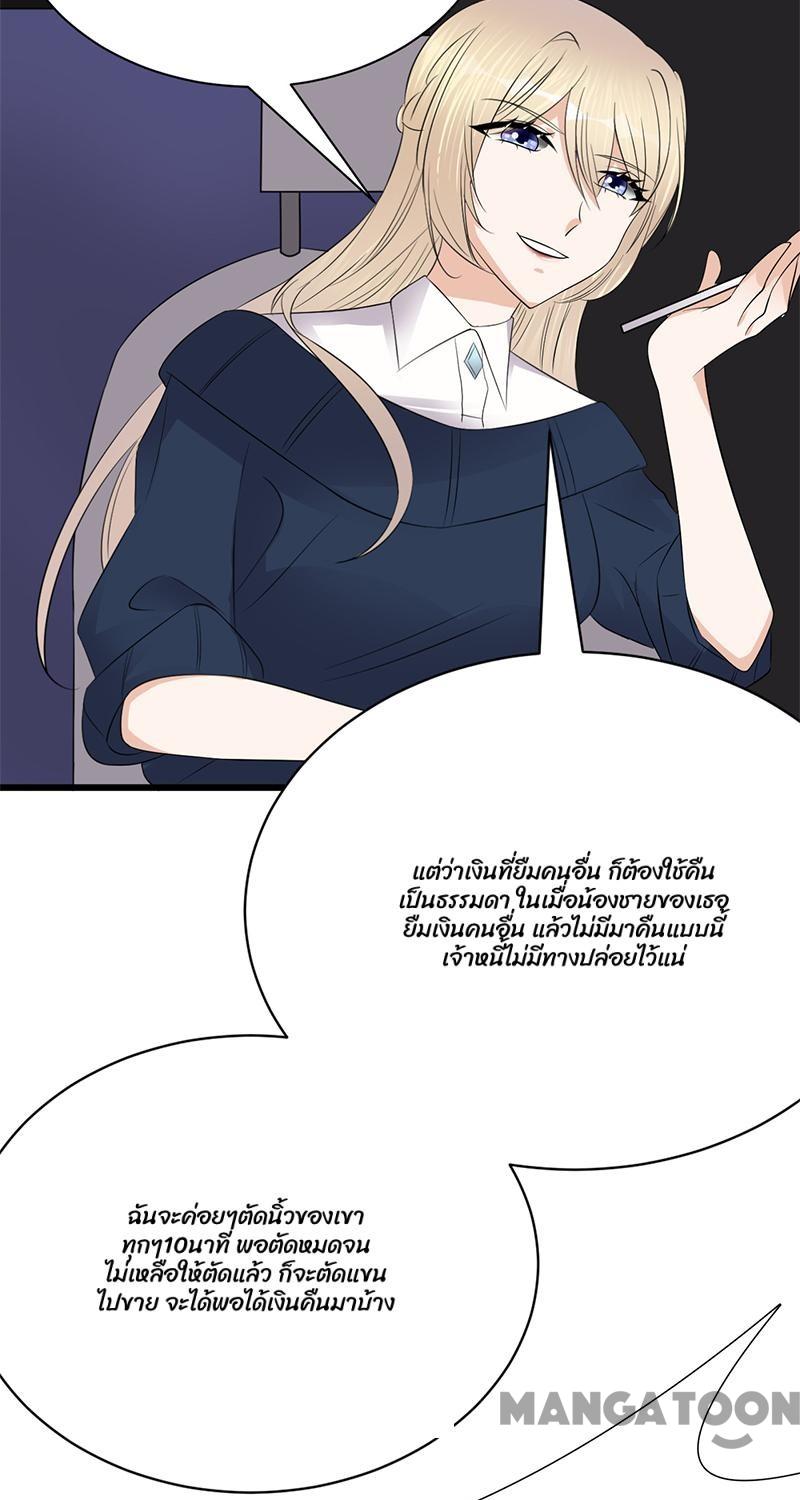 แต่ว่าเงินที่ยืมคนอื่น ก็ต้องใช้คืน
เป็นธรรมดา ในเมื่อน้องชายของเธอ
ยืมเงินคนอื่น แล้วไม่มีมาคืนแบบนี้
เจ้าหนี้ไม่มีทางปล่อยไว้แน่
ฉันจะค่อยๆตัดนิ้วของเขา
ทุกๆ10นาที พอตัดหมดจน
ไม่เหลือให้ตัดแล้ว ก็จะตัดแขน
ไปขาย จะได้พอได้เงินคืนมาบ้าง
MANGATOON